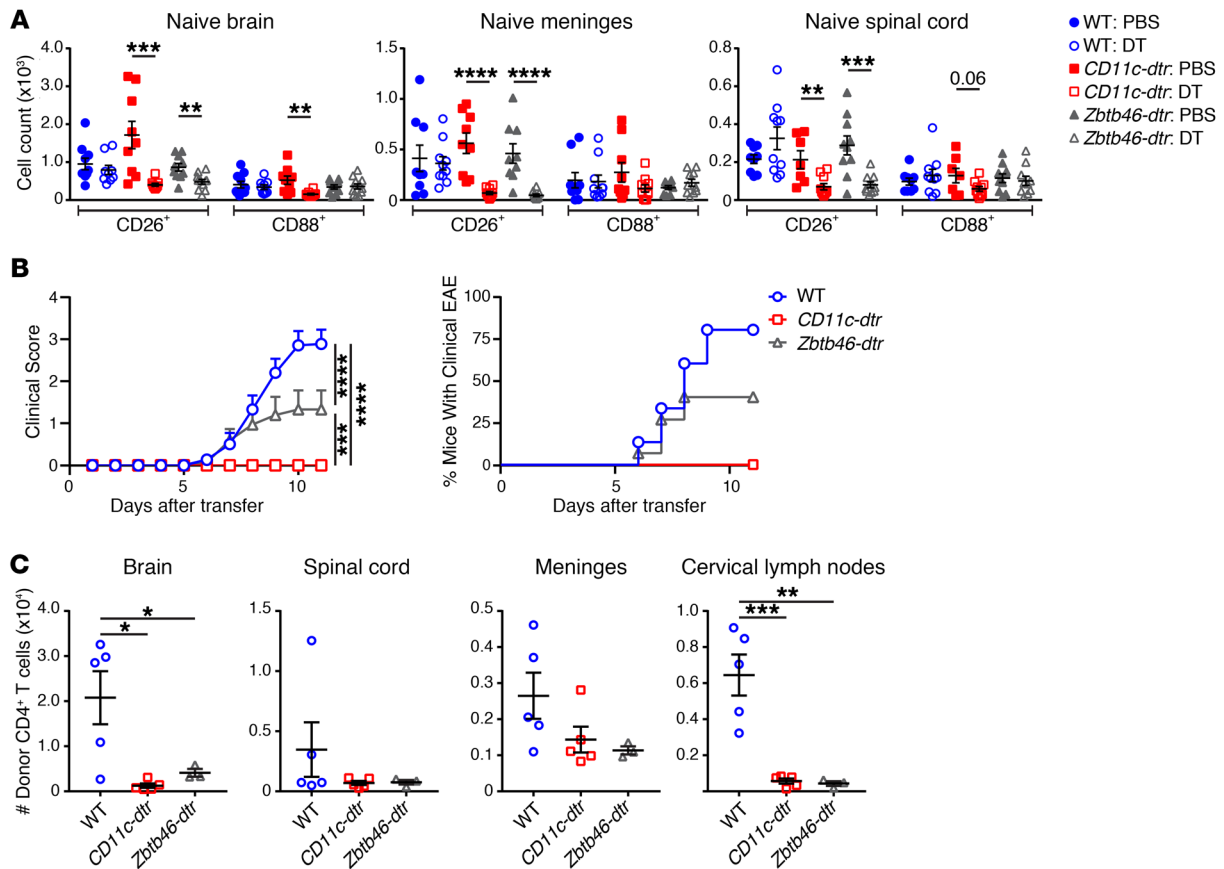 A
Naive brain
Naive meninges
Naive spinal cord
Cell count (x10³)
4.0
3.0
2.0
1.0
0
***
**
**
CD26⁺
CD88⁺
1.5
1.0
0.5
0
****
****
CD26⁺
CD88⁺
0.8
0.6
0.4
0.2
0
**
***
0.06
CD26⁺
CD88⁺
WT: PBS
WT: DT
CD11c-dtr: PBS
CD11c-dtr: DT
Zbtb46-dtr: PBS
Zbtb46-dtr: DT
B
Clinical Score
4
3
2
1
0
0
5
10
Days after transfer
****
***
****
% Mice With Clinical EAE
100
75
50
25
0
0
5
10
Days after transfer
WT
CD11c-dtr
Zbtb46-dtr
C
Brain
Spinal cord
Meninges
Cervical lymph nodes
# Donor CD4⁺ T cells (x10⁴)
4.0
3.0
2.0
1.0
0
*
*
WT
CD11c-dtr
Zbtb46-dtr
1.5
1.0
0.5
0
WT
CD11c-dtr
Zbtb46-dtr
0.5
0.4
0.3
0.2
0.1
0
WT
CD11c-dtr
Zbtb46-dtr
1.0
0.8
0.6
0.4
0.2
0
**
***
WT
CD11c-dtr
Zbtb46-dtr